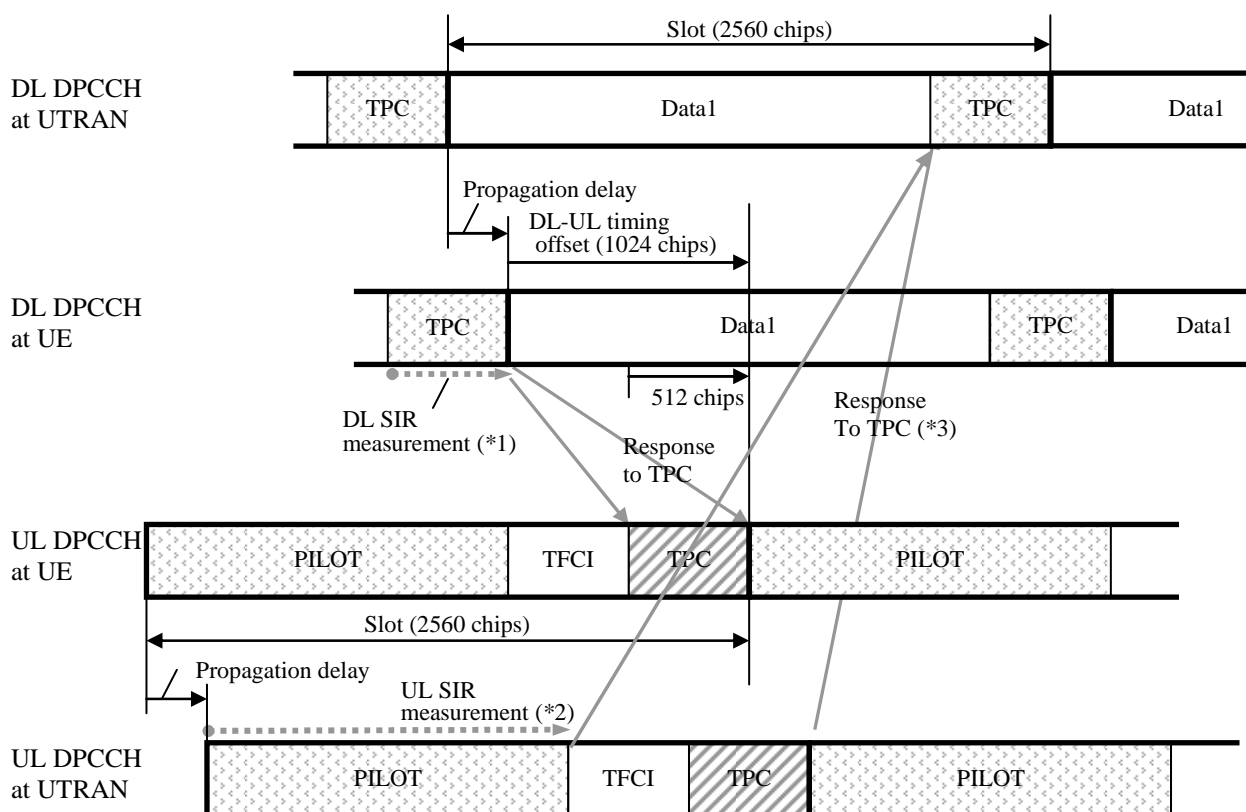 Slot (2560 chips)
DL DPCCH
at UTRAN
TPC
Data1
TPC
Data1
Propagation delay
DL-UL timing
offset (1024 chips)
DL DPCCH
at UE
TPC
Data1
TPC
Data1
512 chips
DL SIR
measurement (*1)
Response
to TPC
Response
To TPC (*3)
UL DPCCH
at UE
PILOT
TFCI
TPC
PILOT
Slot (2560 chips)
Propagation delay
UL SIR
measurement (*2)
UL DPCCH
at UTRAN
PILOT
TFCI
TPC
PILOT